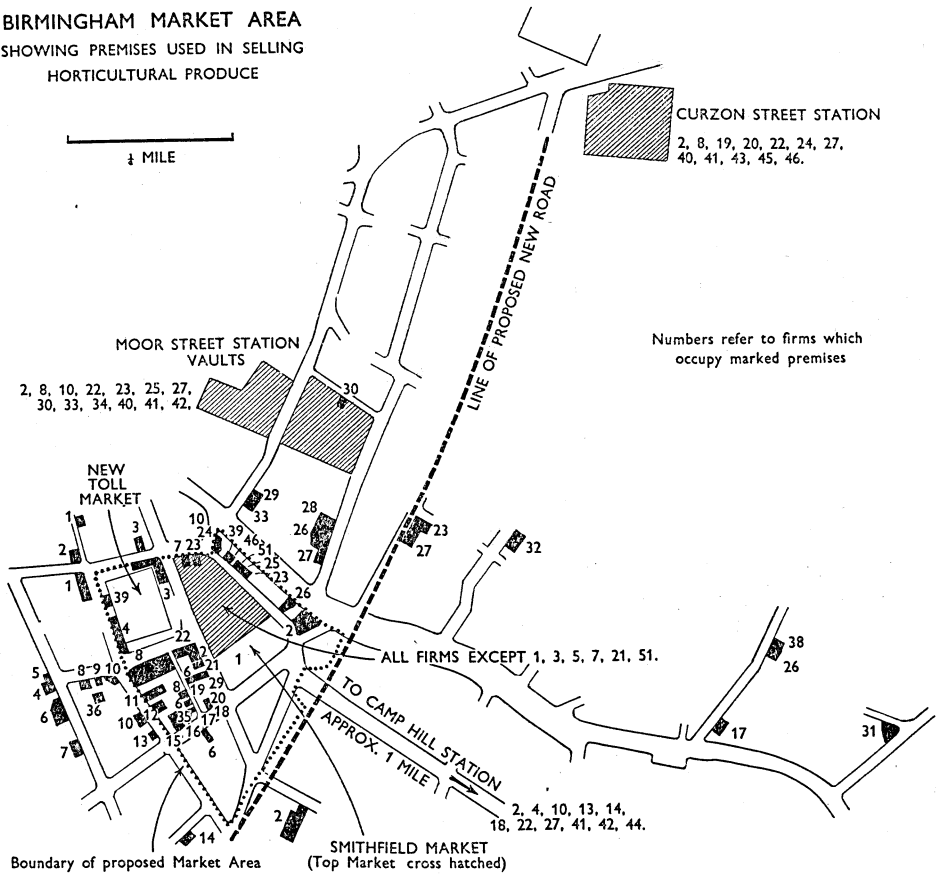 BIRMINGHAM MARKET AREA
SHOWING PREMISES USED IN SELLING
HORTICULTURAL PRODUCE
¼ MILE
CURZON STREET STATION
2, 8, 19, 20, 22, 24, 27,
40, 41, 43, 45, 46.
LINE OF PROPOSED NEW ROAD
Numbers refer to firms which
occupy marked premises
MOOR STREET STATION
VAULTS
2, 8, 10, 22, 23, 25, 27,
30, 33, 34, 40, 41, 42,
30
NEW
TOLL
MARKET
29
33
28
26
27
23
27
32
1
2
1
3
3
7 23
10
24
39
46
51
25
23
26
2
39
4
22
8
2
21
6
1
ALL FIRMS EXCEPT 1, 3, 5, 7, 21, 51.
5
4
6
7
8-9 10
36
11
12
10
13
8
6
19
29
20
18
35
17
16
15
6
38
26
17
31
TO CAMP HILL STATION
APPROX. 1 MILE
2, 4, 10, 13, 14,
18, 22, 27, 41, 42, 44.
2
14
Boundary of proposed Market Area
SMITHFIELD MARKET
(Top Market cross hatched)